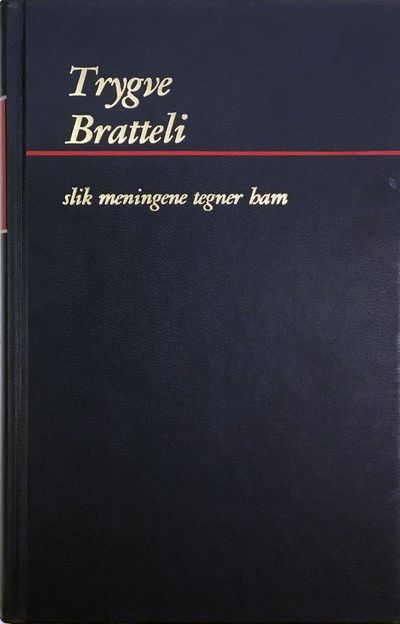 Trygve
Bratteli
slik meningene tegner ham